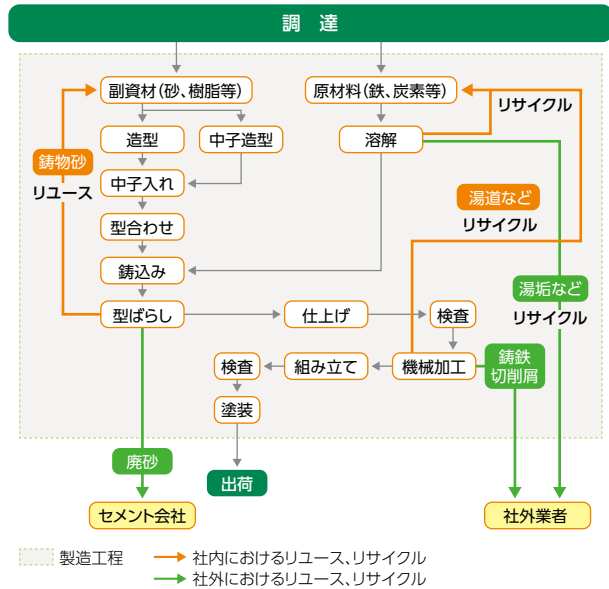 調達
副資材(砂、樹脂等)
原材料(鉄、炭素等)
リサイクル
造型
中子造型
溶解
鋳物砂
リユース
中子入れ
湯道など
リサイクル
型合わせ
鋳込み
湯垢など
リサイクル
型ばらし
仕上げ
検査
検査
組み立て
機械加工
鋳鉄
切削屑
塗装
廃砂
出荷
セメント会社
社外業者
製造工程
社内におけるリユース、リサイクル
社外におけるリユース、リサイクル